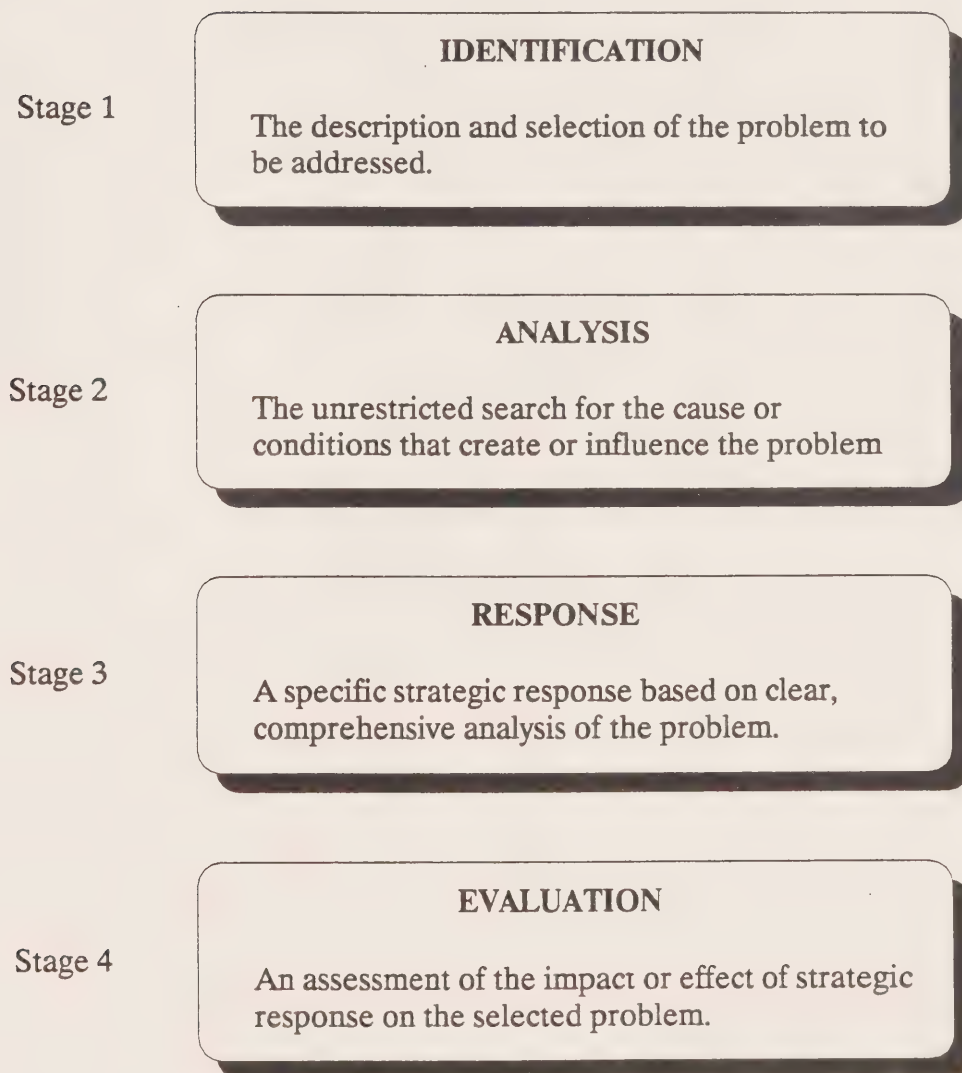 Stage 1
IDENTIFICATION
The description and selection of the problem to
be addressed.
Stage 2
ANALYSIS
The unrestricted search for the cause or
conditions that create or influence the problem
Stage 3
RESPONSE
A specific strategic response based on clear,
comprehensive analysis of the problem.
Stage 4
EVALUATION
An assessment of the impact or effect of strategic
response on the selected problem.